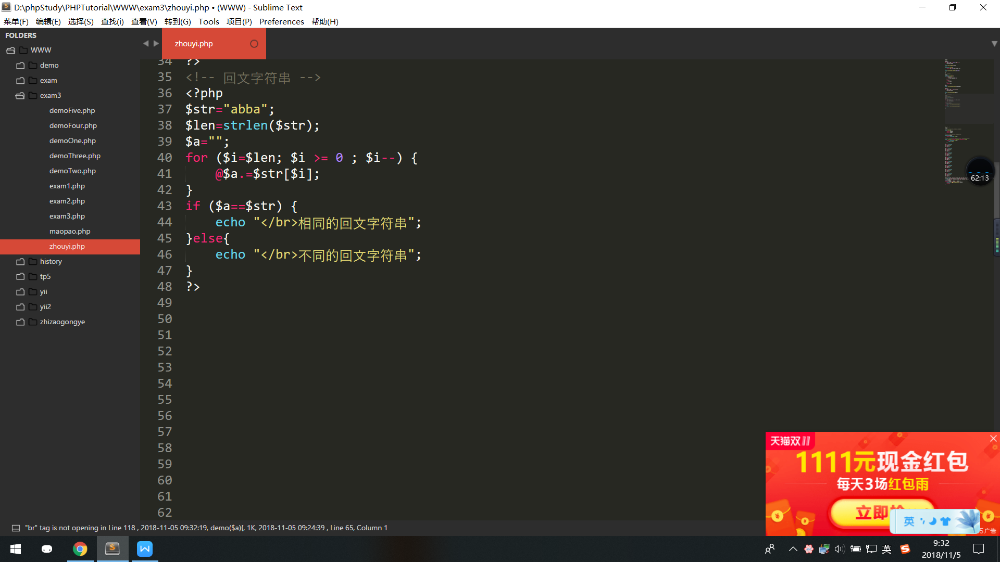 D:\phpStudy\PHPTutorial\WWW\exam3\zhouyi.php • (WWW) - Sublime Text
菜单(F) 编辑(E) 选择(S) 查找(i) 查看(V) 转到(G) Tools 项目(P) Preferences 帮助(H)
FOLDERS
WWW
demo
exam
exam3
demoFive.php
demoFour.php
demoOne.php
demoThree.php
demoTwo.php
exam1.php
exam2.php
exam3.php
maopao.php
zhouyi.php
history
tp5
yii
yii2
zhizaogongye
zhouyi.php
34 ?>
35 <!-- 回文字符串 -->
36 <?php
37 $str="abba";
38 $len=strlen($str);
39 $a="";
40 for ($i=$len; $i >= 0 ; $i--) {
41 @$a.=$str[$i];
42 }
43 if ($a==$str) {
44 echo "</br>相同的回文字符串";
45 }else{
46 echo "</br>不同的回文字符串";
47 }
48 ?>
49
50
51
52
53
54
55
56
57
58
59
60
61
62
62:13
天猫双11
1111元现金红包
每天3场红包雨
立即
英
5广告
"br" tag is not opening in Line 118 , 2018-11-05 09:32:19, demo($a){, 1K, 2018-11-05 09:24:39 , Line 65, Column 1
英
9:32
2018/11/5